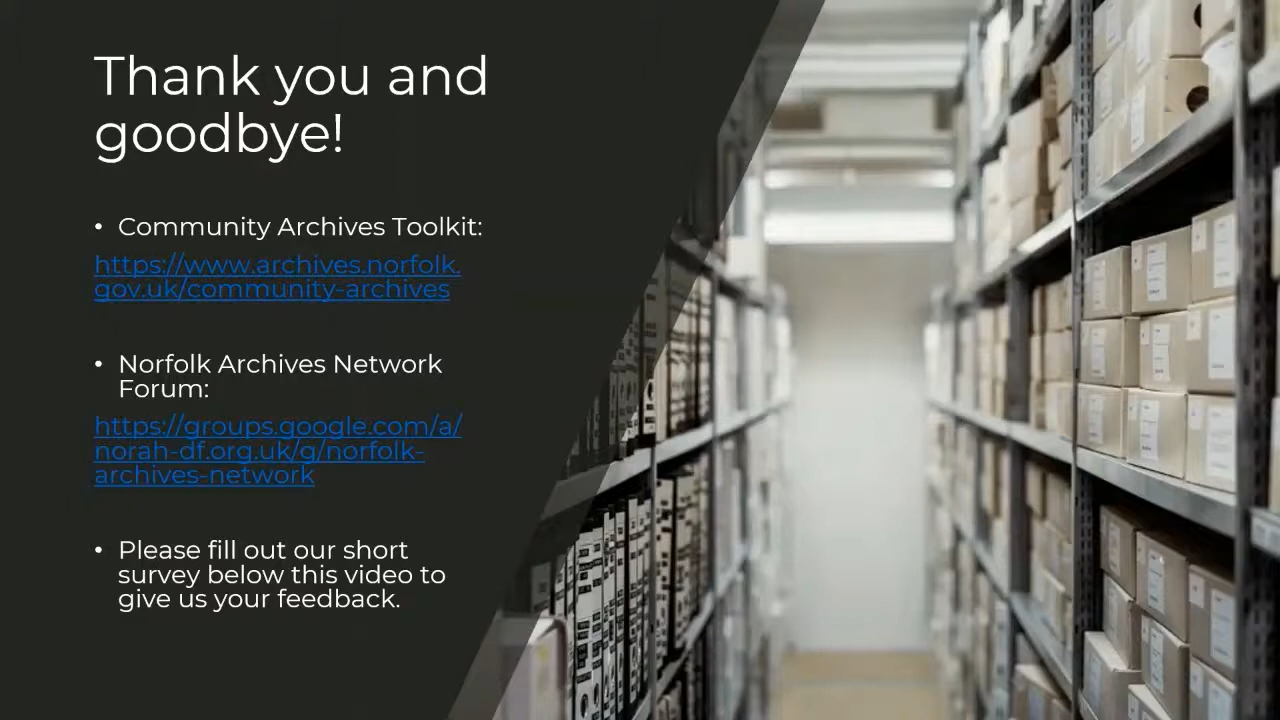 Thank you and
goodbye!
• Community Archives Toolkit:
https://www.archives.norfolk.
gov.uk/community-archives
• Norfolk Archives Network
Forum:
https://groups.google.com/a/
norah-df.org.uk/g/norfolk-
archives-network
• Please fill out our short
survey below this video to
give us your feedback.